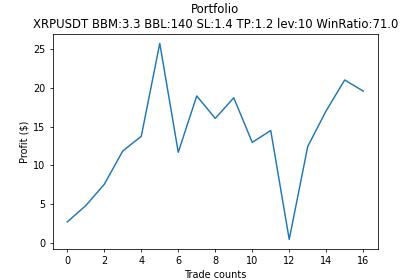 Portfolio
XRPUSDT BBM:3.3 BBL:140 SL:1.4 TP:1.2 lev:10 WinRatio:71.0
25
20
15
10
5
0
Profit ($)
0 2 4 6 8 10 12 14 16
Trade counts